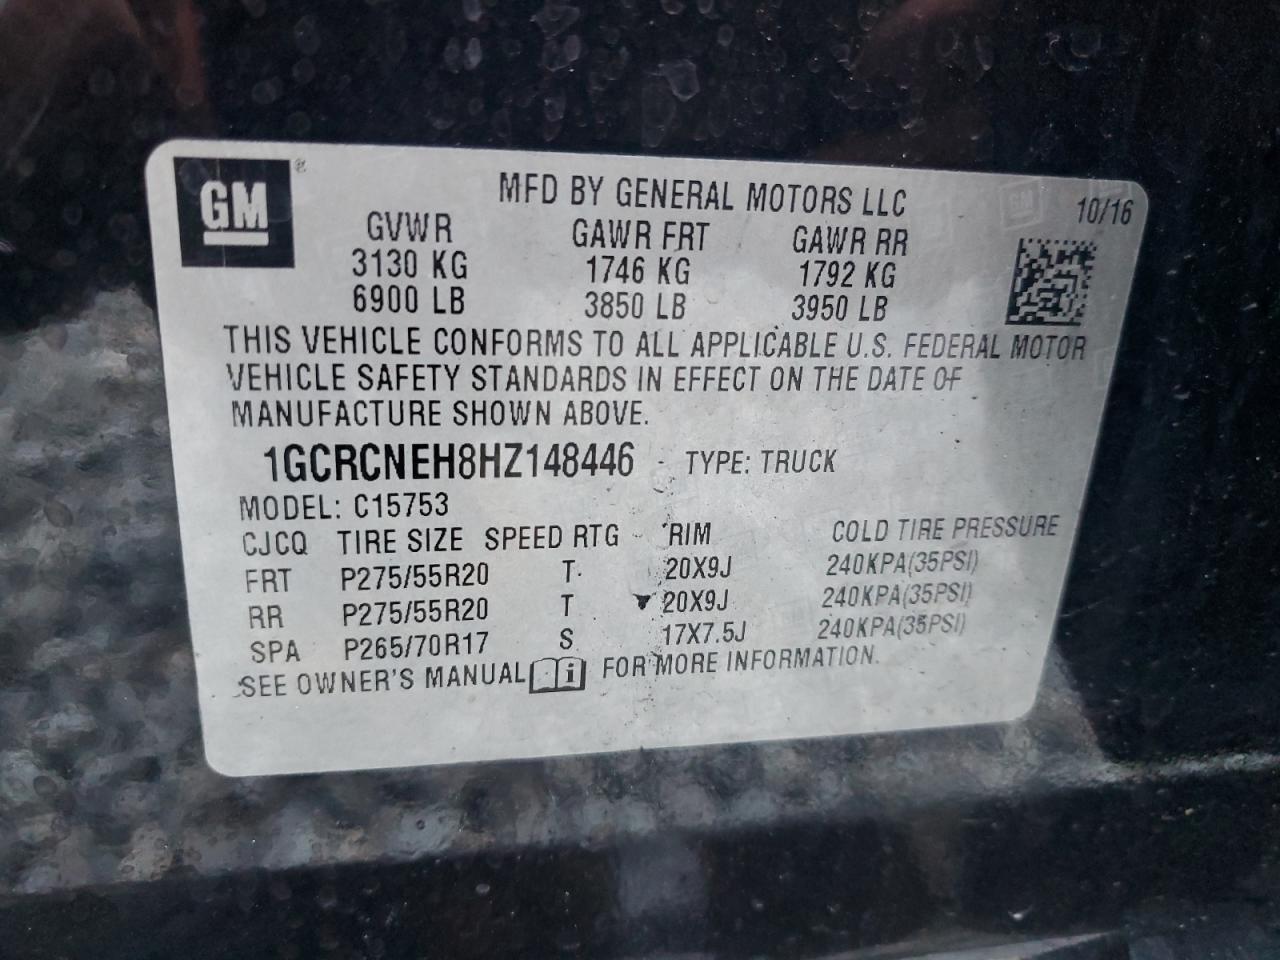 GM ®
MFD BY GENERAL MOTORS LLC 10/16
GVWR GAWR FRT GAWR RR
3130 KG 1746 KG 1792 KG
6900 LB 3850 LB 3950 LB
THIS VEHICLE CONFORMS TO ALL APPLICABLE U.S. FEDERAL MOTOR
VEHICLE SAFETY STANDARDS IN EFFECT ON THE DATE OF
MANUFACTURE SHOWN ABOVE.
1GCRCNEH8HZ148446 TYPE: TRUCK
MODEL: C15753
CJCQ TIRE SIZE SPEED RTG RIM COLD TIRE PRESSURE
FRT P275/55R20 T 20X9J 240KPA(35PSI)
RR P275/55R20 T 20X9J 240KPA(35PSI)
SPA P265/70R17 S 17X7.5J 240KPA(35PSI)
SEE OWNER'S MANUAL i FOR MORE INFORMATION.